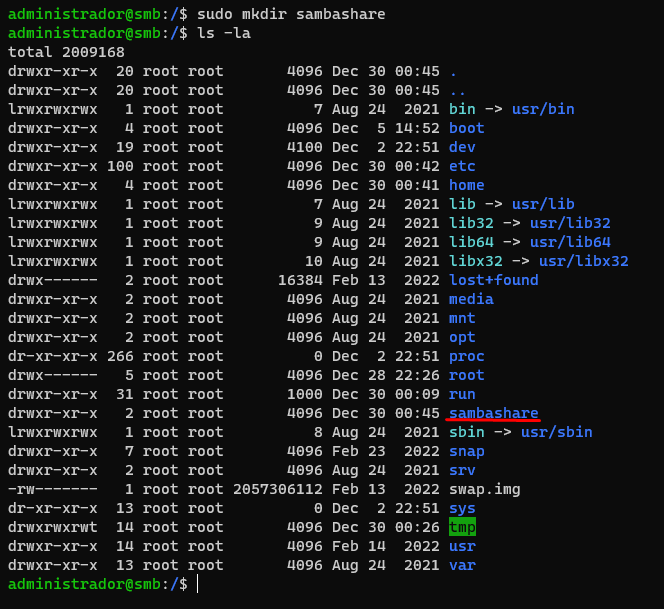 administrador@smb:/$ sudo mkdir sambashare
administrador@smb:/$ ls -la
total 2009168
drwxr-xr-x  20 root root       4096 Dec 30 00:45 .
drwxr-xr-x  20 root root       4096 Dec 30 00:45 ..
lrwxrwxrwx   1 root root          7 Aug 24  2021 bin -> usr/bin
drwxr-xr-x   4 root root       4096 Dec  5 14:52 boot
drwxr-xr-x  19 root root       4100 Dec  2 22:51 dev
drwxr-xr-x 100 root root       4096 Dec 30 00:42 etc
drwxr-xr-x   4 root root       4096 Dec 30 00:41 home
lrwxrwxrwx   1 root root          7 Aug 24  2021 lib -> usr/lib
lrwxrwxrwx   1 root root          9 Aug 24  2021 lib32 -> usr/lib32
lrwxrwxrwx   1 root root          9 Aug 24  2021 lib64 -> usr/lib64
lrwxrwxrwx   1 root root         10 Aug 24  2021 libx32 -> usr/libx32
drwx------   2 root root      16384 Feb 13  2022 lost+found
drwxr-xr-x   2 root root       4096 Aug 24  2021 media
drwxr-xr-x   2 root root       4096 Aug 24  2021 mnt
drwxr-xr-x   2 root root       4096 Aug 24  2021 opt
dr-xr-xr-x 266 root root          0 Dec  2 22:51 proc
drwx------   5 root root       4096 Dec 28 22:26 root
drwxr-xr-x  31 root root       1000 Dec 30 00:09 run
drwxr-xr-x   2 root root       4096 Dec 30 00:45 sambashare
lrwxrwxrwx   1 root root          8 Aug 24  2021 sbin -> usr/sbin
drwxr-xr-x   7 root root       4096 Feb 23  2022 snap
drwxr-xr-x   2 root root       4096 Aug 24  2021 srv
-rw-------   1 root root 2057306112 Feb 13  2022 swap.img
dr-xr-xr-x  13 root root          0 Dec  2 22:51 sys
drwxrwxrwt  14 root root       4096 Dec 30 00:26 tmp
drwxr-xr-x  14 root root       4096 Feb 14  2022 usr
drwxr-xr-x  13 root root       4096 Aug 24  2021 var
administrador@smb:/$